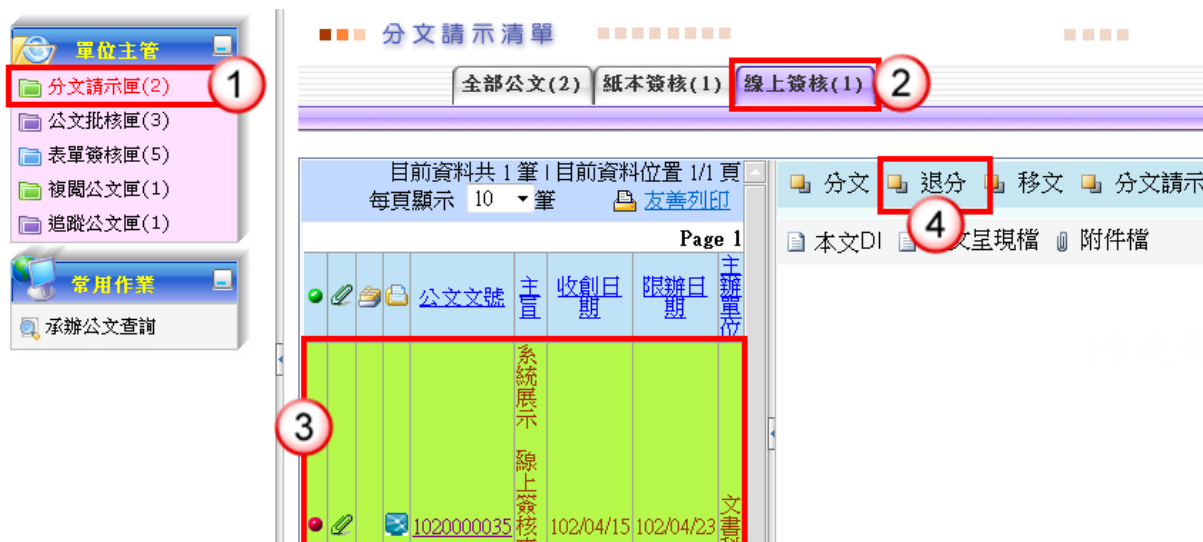 單位主管
分文請示匣(2)
1
公文批核匣(3)
表單簽核匣(5)
複閱公文匣(1)
追蹤公文匣(1)
常用作業
承辦公文查詢
分文請示清單
全部公文(2) 紙本簽核(1) 線上簽核(1)
2
目前資料共 1 筆 | 目前資料位置 1/1 頁
每頁顯示 10 筆 友善列印
Page 1
公文文號 主旨 收創日期 限辦日期 主辦單位
3
1020000035 系統展示 線上簽核 102/04/15 102/04/23 文書科
分文 退分 移文 分文請示
4
本文DI 文呈現檔 附件檔